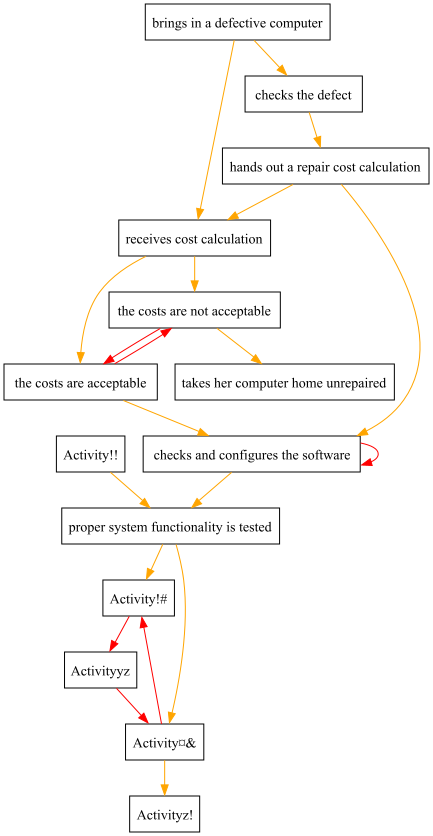 brings in a defective computer
checks the defect
hands out a repair cost calculation
receives cost calculation
the costs are not acceptable
the costs are acceptable
takes her computer home unrepaired
Activity!!
checks and configures the software
proper system functionality is tested
Activity!#
Activityyz
Activity¤&
Activityz!